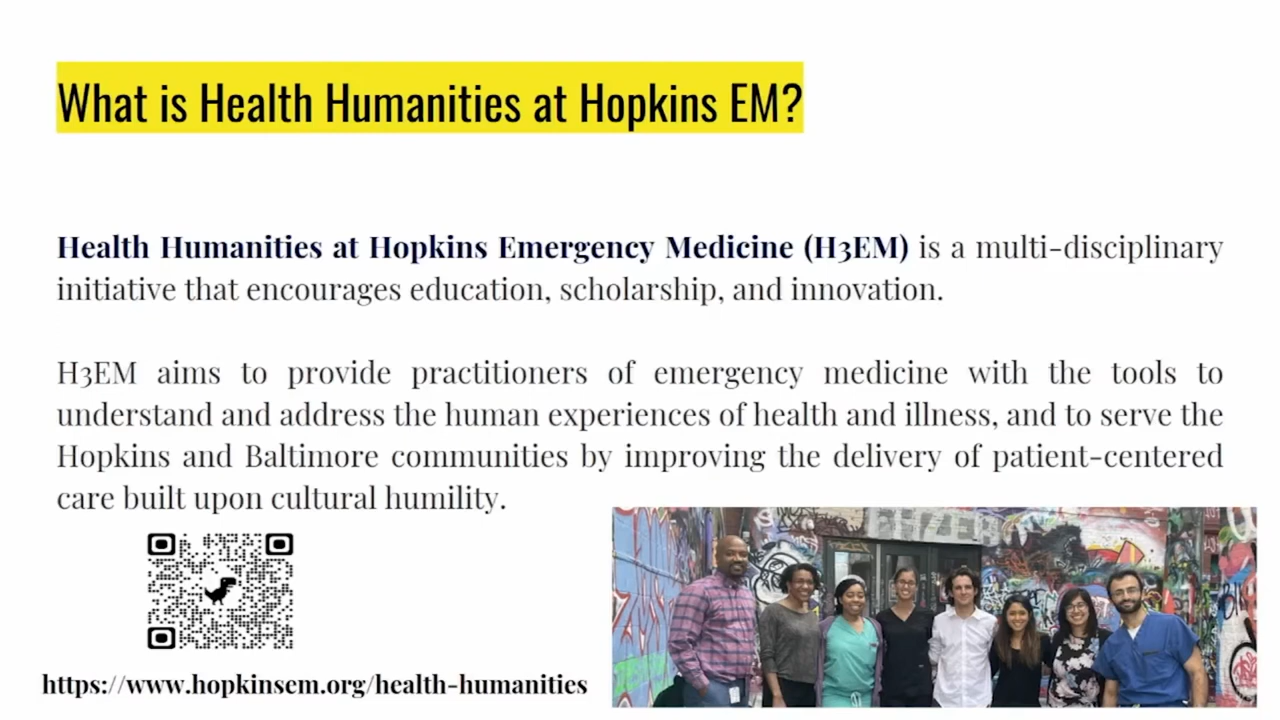 What is Health Humanities at Hopkins EM?
Health Humanities at Hopkins Emergency Medicine (H3EM) is a multi-disciplinary
initiative that encourages education, scholarship, and innovation.
H3EM aims to provide practitioners of emergency medicine with the tools to
understand and address the human experiences of health and illness, and to serve the
Hopkins and Baltimore communities by improving the delivery of patient-centered
care built upon cultural humility.
https://www.hopkinsem.org/health-humanities